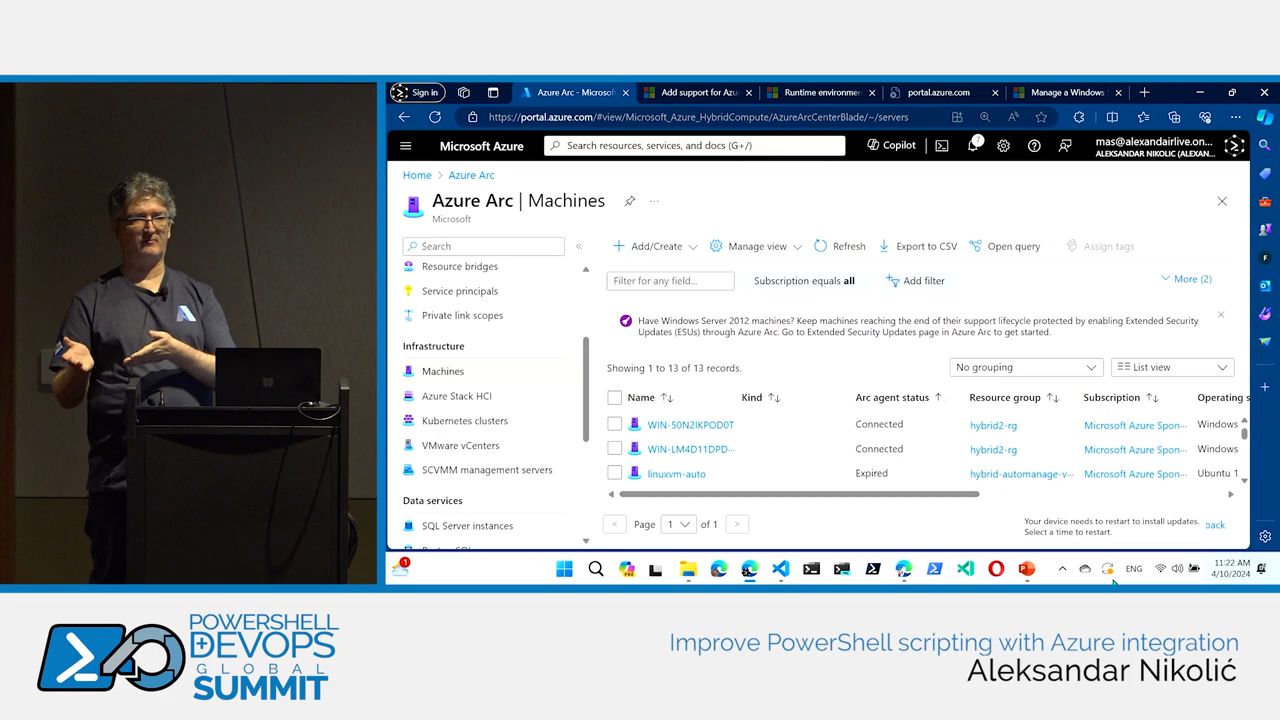 Sign in
Azure Arc - Microsof
Add support for Azu
Runtime environmen
portal.azure.com
Manage a Windows S
https://portal.azure.com/#view/Microsoft_Azure_HybridCompute/AzureArcCenterBlade/~/servers
Microsoft Azure
Search resources, services, and docs (G+/)
Copilot
7
mas@alexandairlive.on...
ALEKSANDAR NIKOLIC (ALEXAN...
Home > Azure Arc
Azure Arc | Machines
Microsoft
Search
Add/Create
Manage view
Refresh
Export to CSV
Open query
Assign tags
Resource bridges
Service principals
Private link scopes
Infrastructure
Machines
Azure Stack HCI
Kubernetes clusters
VMware vCenters
SCVMM management servers
Data services
SQL Server instances
Filter for any field...
Subscription equals all
Add filter
More (2)
Have Windows Server 2012 machines? Keep machines reaching the end of their support lifecycle protected by enabling Extended Security
Updates (ESUs) through Azure Arc. Go to Extended Security Updates page in Azure Arc to get started.
Showing 1 to 13 of 13 records.
No grouping
List view
Name Kind Arc agent status Resource group Subscription Operating s
WIN-50N2IKPOD0T Connected hybrid2-rg Microsoft Azure Spon... Windows
WIN-LM4D11DPD... Connected hybrid2-rg Microsoft Azure Spon... Windows
linuxvm-auto Expired hybrid-automanage-v... Microsoft Azure Spon... Ubuntu 1
< Page 1 of 1 >
Your device needs to restart to install updates.
Select a time to restart.
back
1
ENG
11:22 AM
4/10/2024
POWERSHELL
DEVOPS
GLOBAL
SUMMIT
Improve PowerShell scripting with Azure integration
Aleksandar Nikolić